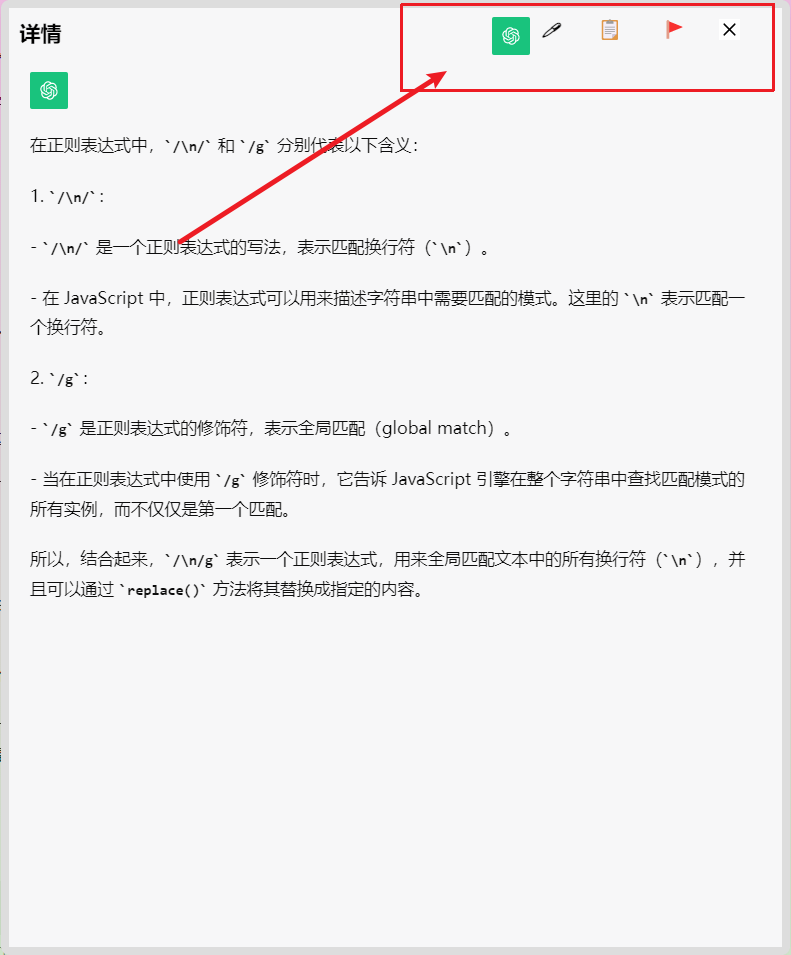 详情
在正则表达式中，`/\n/` 和 `/g` 分别代表以下含义：
1. `/\n/`：
- `/\n/` 是一个正则表达式的写法，表示匹配换行符（`\n`）。
- 在 JavaScript 中，正则表达式可以用来描述字符串中需要匹配的模式。这里的 `\n` 表示匹配一
个换行符。
2. `/g`：
- `/g` 是正则表达式的修饰符，表示全局匹配（global match）。
- 当在正则表达式中使用 `/g` 修饰符时，它告诉 JavaScript 引擎在整个字符串中查找匹配模式的
所有实例，而不仅仅是第一个匹配。
所以，结合起来，`/\n/g` 表示一个正则表达式，用来全局匹配文本中的所有换行符（`\n`），并
且可以通过 `replace()` 方法将其替换成指定的内容。